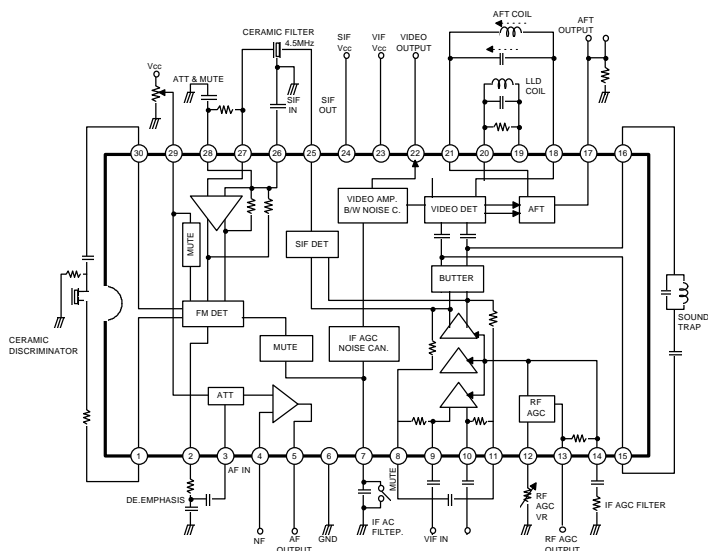 CERAMIC FILTER
4.5MHz
SIF
Vcc
VIF
Vcc
VIDEO
OUTPUT
AFT COIL
AFT
OUTPUT
Vcc
ATT & MUTE
SIF
IN
SIF
OUT
LLD
COIL
30
29
28
27
26
25
24
23
22
21
20
19
18
17
16
VIDEO AMP.
B/W NOISE C.
VIDEO DET
AFT
MUTE
SIF DET
BUTTER
FM DET
MUTE
IF AGC
NOISE CAN.
CERAMIC
DISCRIMINATOR
SOUND
TRAP
ATT
RF
AGC
1
2
3
4
5
6
7
8
9
10
11
12
13
14
15
AF IN
MUTE
DE.EMPHASIS
NF
AF
OUTPUT
GND
IF AC
FILTEP.
VIF IN
RF
AGC
VR
RF AGC
OUTPUT
IF AGC FILTER